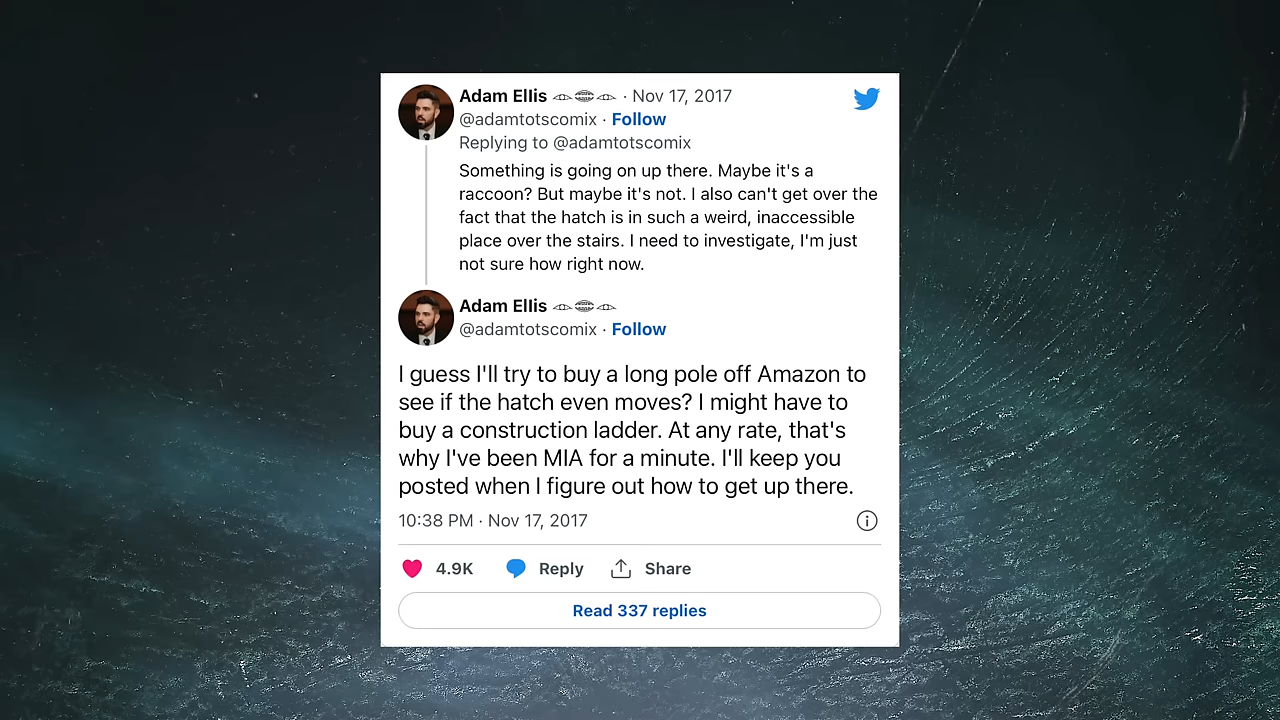 Adam Ellis · Nov 17, 2017
@adamtotscomix · Follow
Replying to @adamtotscomix
Something is going on up there. Maybe it's a
raccoon? But maybe it's not. I also can't get over the
fact that the hatch is in such a weird, inaccessible
place over the stairs. I need to investigate, I'm just
not sure how right now.
Adam Ellis
@adamtotscomix · Follow
I guess I'll try to buy a long pole off Amazon to
see if the hatch even moves? I might have to
buy a construction ladder. At any rate, that's
why I've been MIA for a minute. I'll keep you
posted when I figure out how to get up there.
10:38 PM · Nov 17, 2017
4.9K Reply Share
Read 337 replies